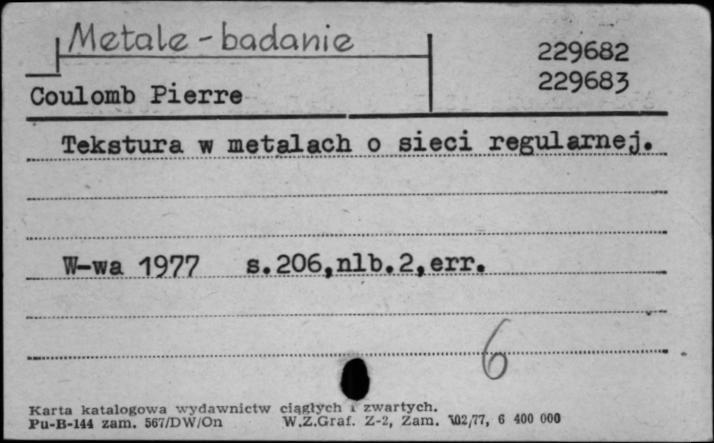 Metale - badanie
229682
229683
Coulomb Pierre
Tekstura w metalach o sieci regularnej.
W-wa 1977 s.206,nlb.2,err.
6
Karta katalogowa wydawnictw ciągłych i zwartych.
Pu-B-144 zam. 567/DW/On W.Z.Graf. Z-2, Zam. 102/77, 6 400 000